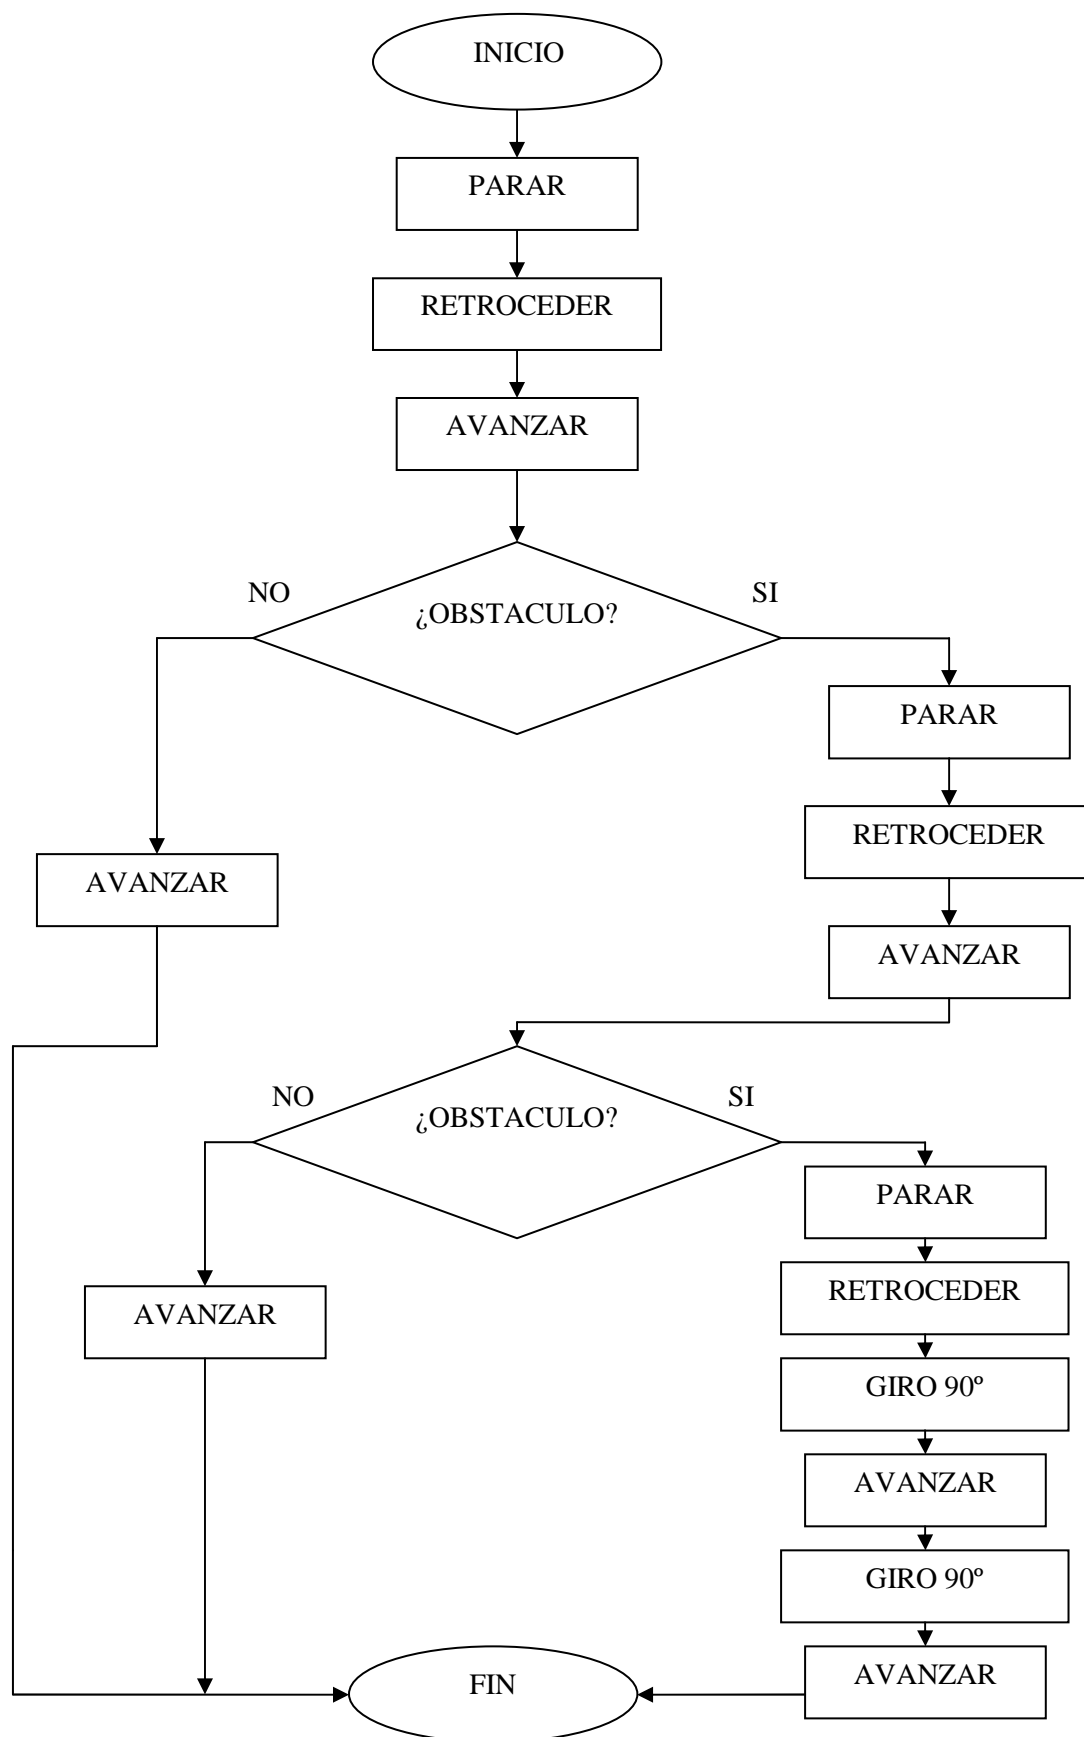 INICIO
PARAR
RETROCEDER
AVANZAR
NO
SI
¿OBSTACULO?
PARAR
RETROCEDER
AVANZAR
AVANZAR
NO
SI
¿OBSTACULO?
PARAR
RETROCEDER
AVANZAR
GIRO 90º
AVANZAR
GIRO 90º
AVANZAR
FIN